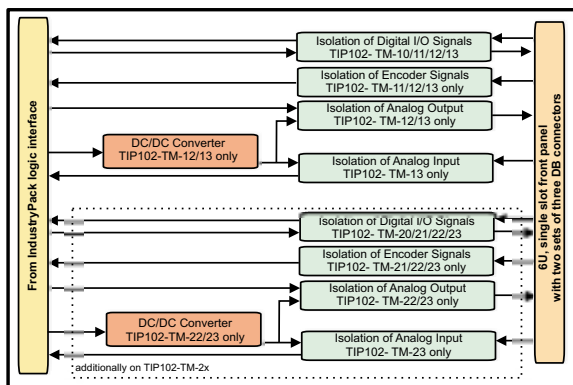 From IndustryPack logic interface
Isolation of Digital I/O Signals
TIP102- TM-10/11/12/13
Isolation of Encoder Signals
TIP102- TM-11/12/13 only
Isolation of Analog Output
TIP102- TM-12/13 only
DC/DC Converter
TIP102-TM-12/13 only
Isolation of Analog Input
TIP102- TM-13 only
Isolation of Digital I/O Signals
TIP102- TM-20/21/22/23
Isolation of Encoder Signals
TIP102- TM-21/22/23 only
Isolation of Analog Output
TIP102- TM-22/23 only
DC/DC Converter
TIP102-TM-22/23 only
Isolation of Analog Input
TIP102- TM-23 only
additionally on TIP102-TM-2x
6U, single slot front panel
with two sets of three DB connectors